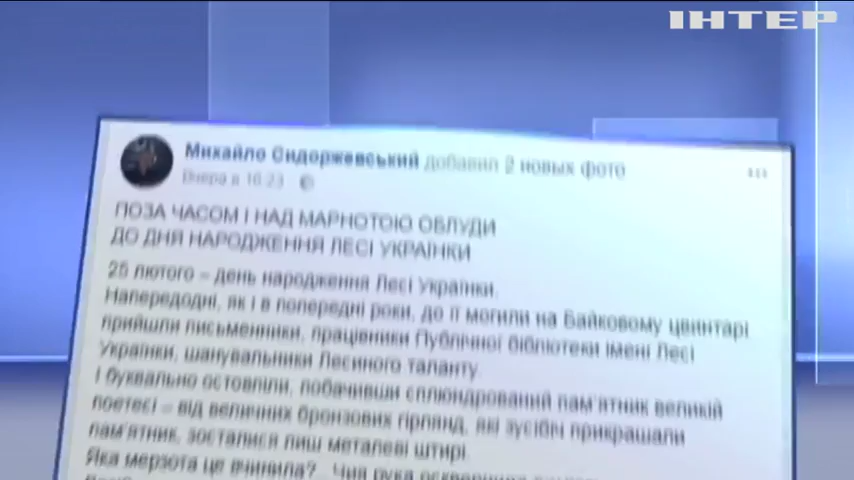 ІНТЕР
Михайло Сидоржевський добавил 2 новых фото
Вчера в 16:23
ПОЗА ЧАСОМ І НАД МАРНОТОЮ ОБЛУДИ
ДО ДНЯ НАРОДЖЕННЯ ЛЕСІ УКРАЇНКИ
25 лютого – день народження Лесі Українки.
Напередодні, як і в попередні роки, до її могили на Байковому цвинтарі
прийшли письменники, працівники Публічної бібліотеки імені Лесі
Українки, шанувальники Лесиного таланту.
І буквально остовпіли, побачивши сплюндрований пам'ятник великій
поетесі – від величних бронзових гірлянд, які зусібіч прикрашали
пам'ятник, зосталися лиш металеві штирі.
Яка мерзота це вчинила? Чия рука